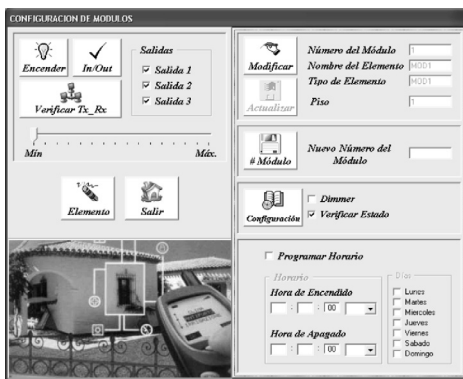 CONFIGURACION DE MODULOS
Encender
In/Out
Salidas
Salida 1
Salida 2
Salida 3
Verificar Tx_Rx
Mín
Máx.
Elemento
Salir
Modificar
Actualizar
Número del Módulo 1
Nombre del Elemento MOD1
Tipo de Elemento MOD1
Piso 1
# Módulo
Nuevo Número del
Módulo
Configuración
Dimmer
Verificar Estado
Programar Horario
Horario
Hora de Encendido
: : 00
Hora de Apagado
: : 00
Días
Lunes
Martes
Miercoles
Jueves
Viernes
Sabado
Domingo